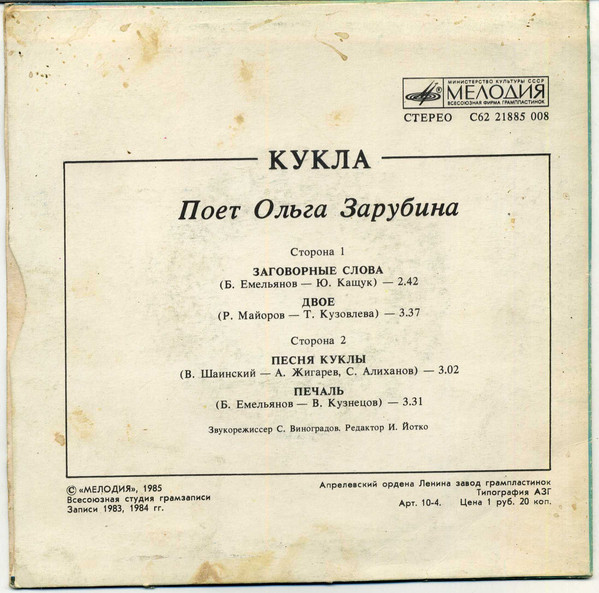 МИНИСТЕРСТВО КУЛЬТУРЫ СССР
МЕЛОДИЯ
ВСЕСОЮЗНАЯ ФИРМА ГРАМПЛАСТИНОК
СТЕРЕО С62 21885 008
КУКЛА
Поет Ольга Зарубина
Сторона 1
ЗАГОВОРНЫЕ СЛОВА
(Б. Емельянов — Ю. Кащук) — 2.42
ДВОЕ
(Р. Майоров — Т. Кузовлева) — 3.37
Сторона 2
ПЕСНЯ КУКЛЫ
(В. Шаинский — А. Жигарев, С. Алиханов) — 3.02
ПЕЧАЛЬ
(Б. Емельянов — В. Кузнецов) — 3.31
Звукорежиссер С. Виноградов. Редактор И. Йотко
© «МЕЛОДИЯ», 1985
Всесоюзная студия грамзаписи
Записи 1983, 1984 гг.
Апрелевский ордена Ленина завод грампластинок
Типография АЗГ
Арт. 10-4. Цена 1 руб. 20 коп.